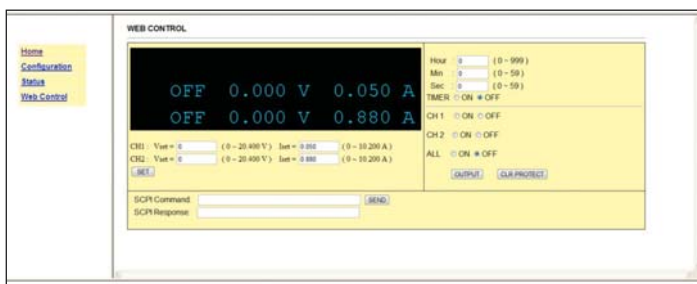 WEB CONTROL
Home
Configuration
Status
Web Control
OFF 0.000 V 0.050 A
OFF 0.000 V 0.880 A
CH1: Vset = 0 ( 0 ~ 20.400 V ) Iset = 0.050 ( 0 ~ 10.200 A )
CH2: Vset = 0 ( 0 ~ 20.400 V ) Iset = 0.880 ( 0 ~ 10.200 A )
SET
Hour : 0 ( 0 ~ 999 )
Min : 0 ( 0 ~ 59 )
Sec : 0 ( 0 ~ 59 )
TIMER ON OFF
CH 1 ON OFF
CH 2 ON OFF
ALL ON OFF
OUTPUT CLR PROTECT
SCPI Command: SEND
SCPI Response: